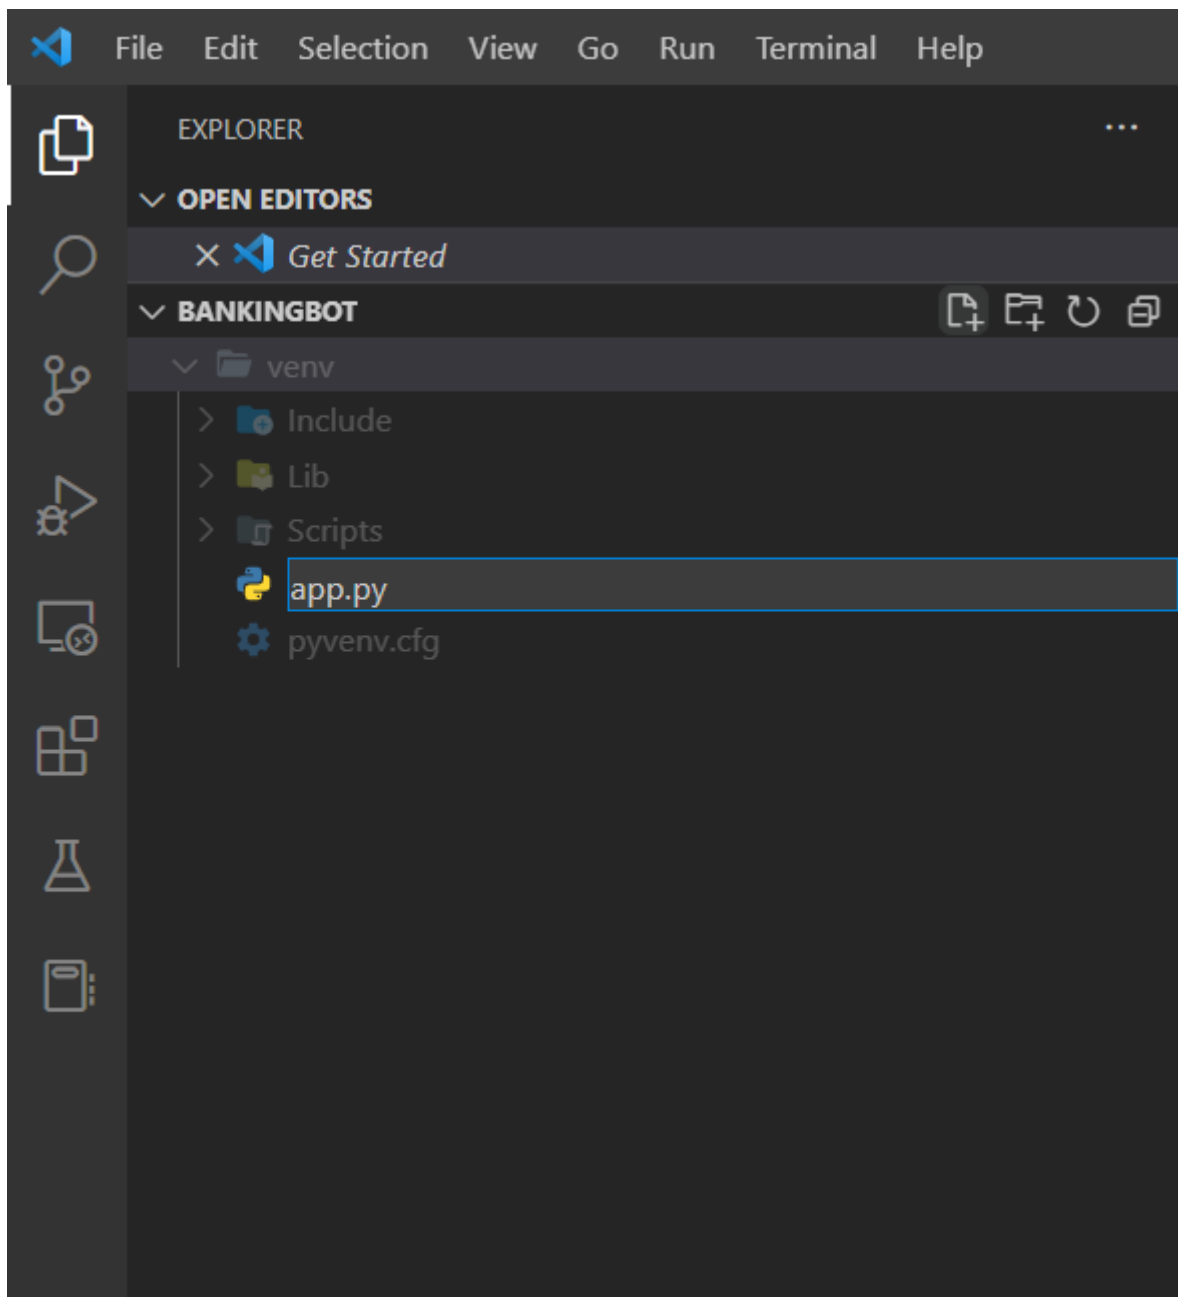 File Edit Selection View Go Run Terminal Help
EXPLORER
OPEN EDITORS
Get Started
BANKINGBOT
venv
Include
Lib
Scripts
app.py
pyvenv.cfg